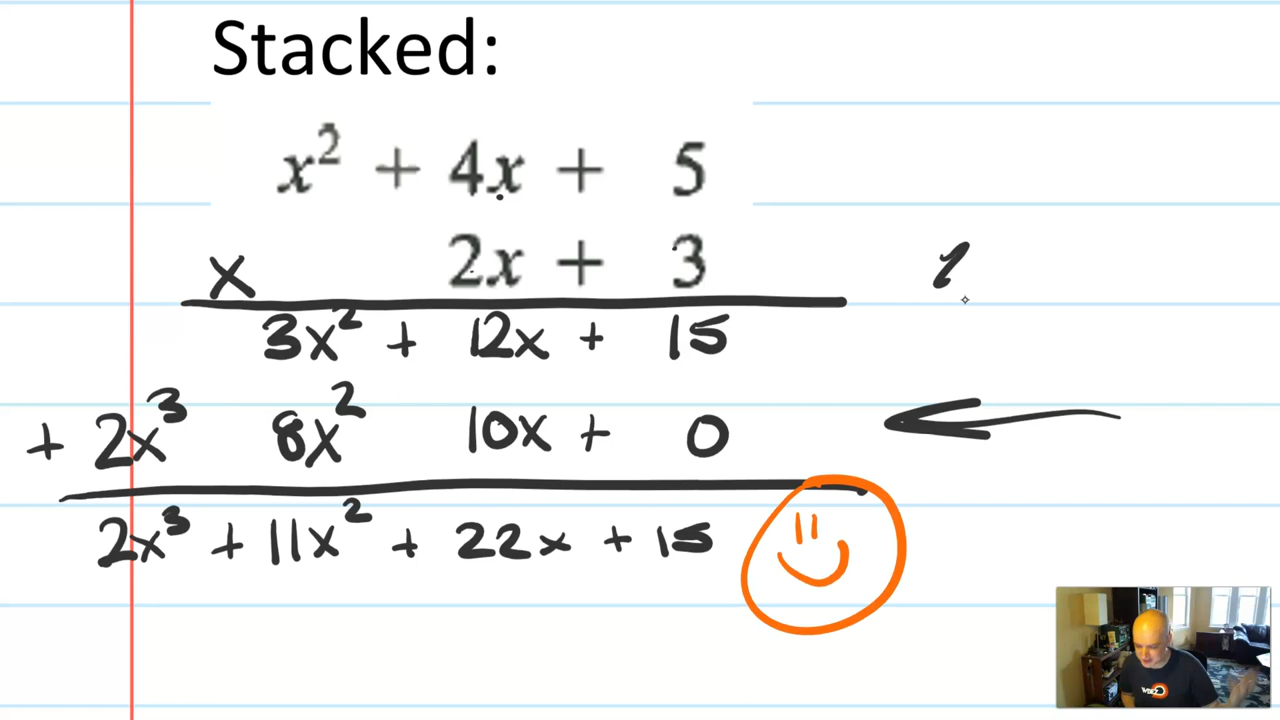 Stacked:
x² + 4x + 5
x 2x + 3
3x² + 12x + 15
+ 2x³ 8x² 10x + 0
2x³ + 11x² + 22x + 15